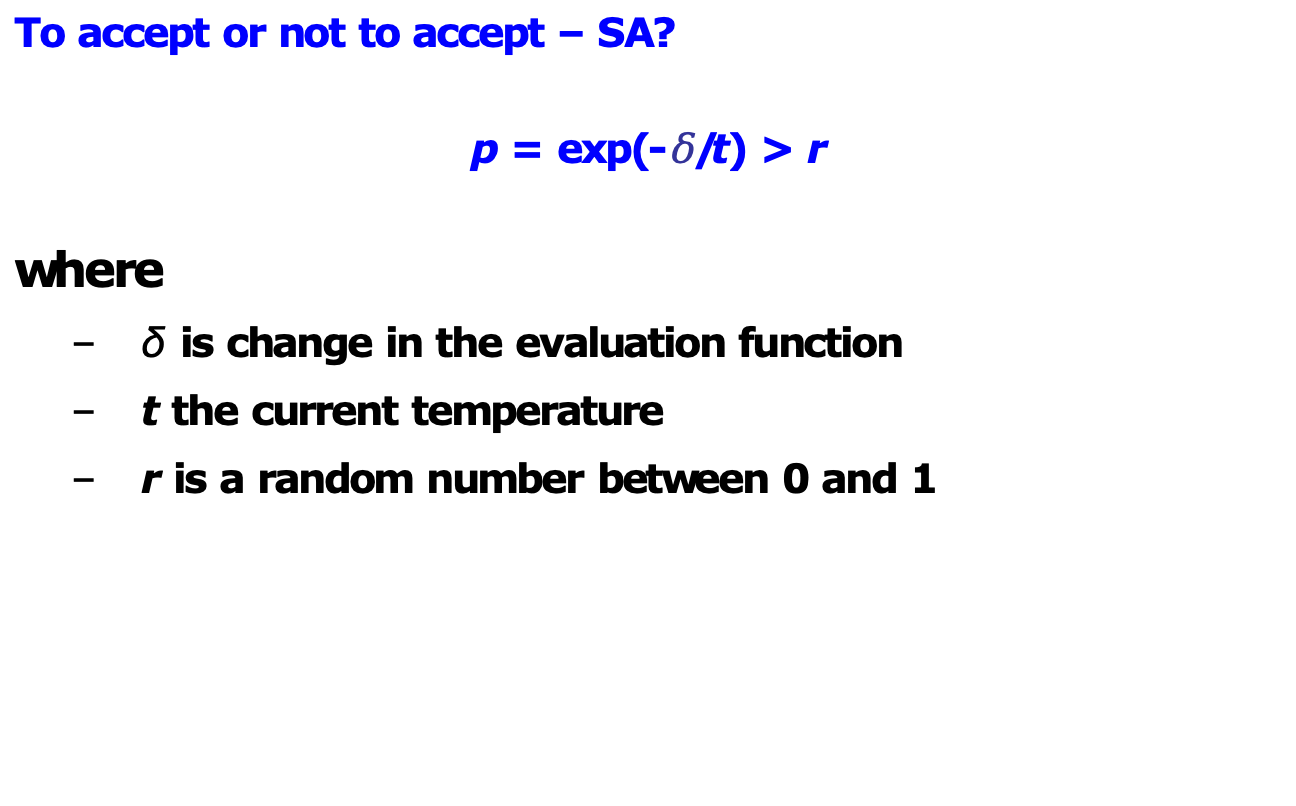 To accept or not to accept – SA?
p = exp(-δ/t) > r
where
– δ is change in the evaluation function
– t the current temperature
– r is a random number between 0 and 1